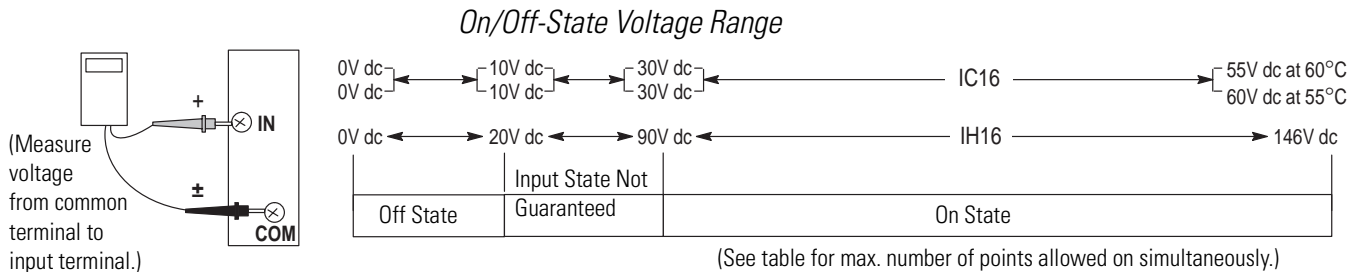 On/Off-State Voltage Range
0V dc 10V dc 30V dc IC16 55V dc at 60°C
0V dc 10V dc 30V dc 60V dc at 55°C
0V dc 20V dc 90V dc IH16 146V dc
Input State Not
Guaranteed
Off State On State
(See table for max. number of points allowed on simultaneously.)
+
IN
±
COM
(Measure
voltage
from common
terminal to
input terminal.)